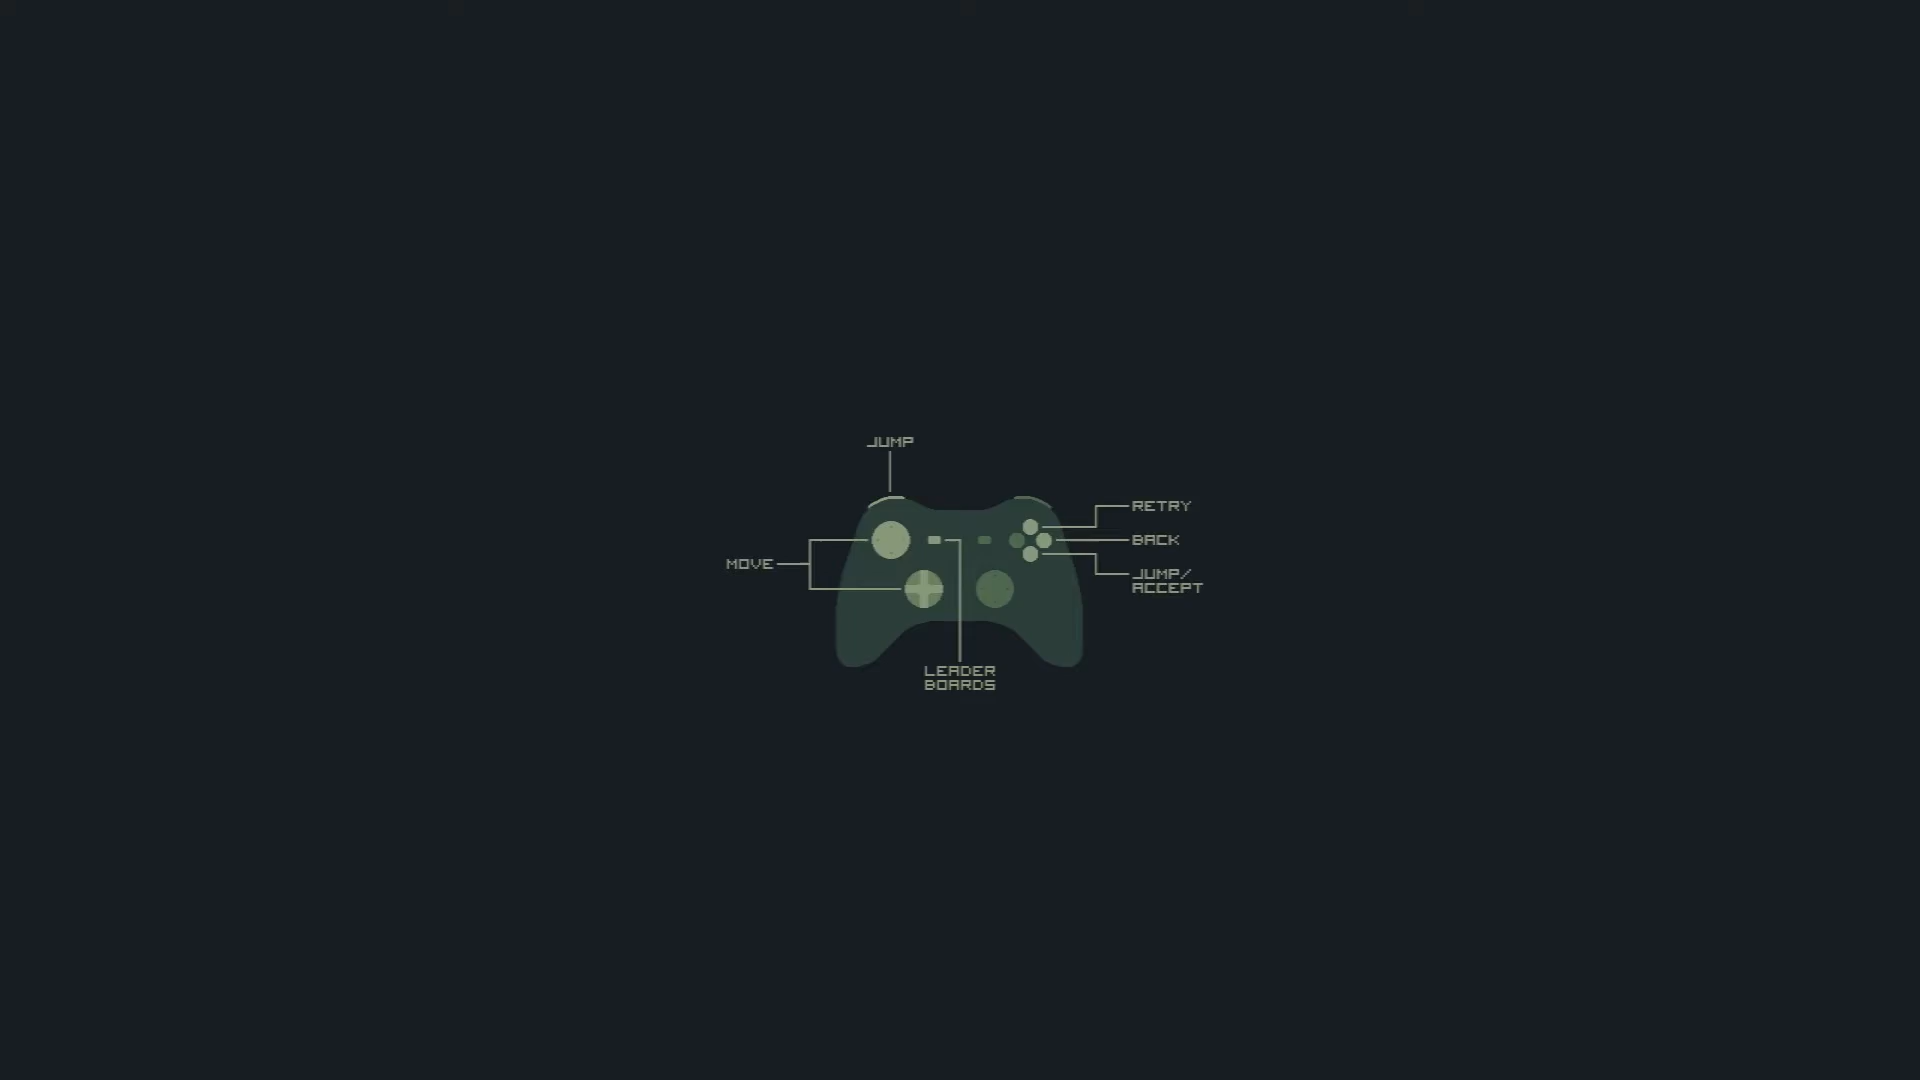 JUMP
RETRY
BACK
MOVE
JUMP/
ACCEPT
LEADER
BOARDS